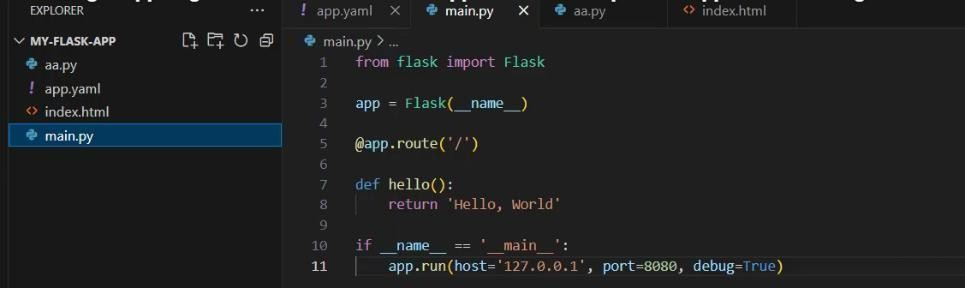 EXPLORER ...
MY-FLASK-APP
aa.py
! app.yaml
<> index.html
main.py
! app.yaml × main.py × aa.py <> index.html
main.py > ...
1 from flask import Flask
2
3 app = Flask(__name__)
4
5 @app.route('/')
6
7 def hello():
8     return 'Hello, World'
9
10 if __name__ == '__main__':
11     app.run(host='127.0.0.1', port=8080, debug=True)